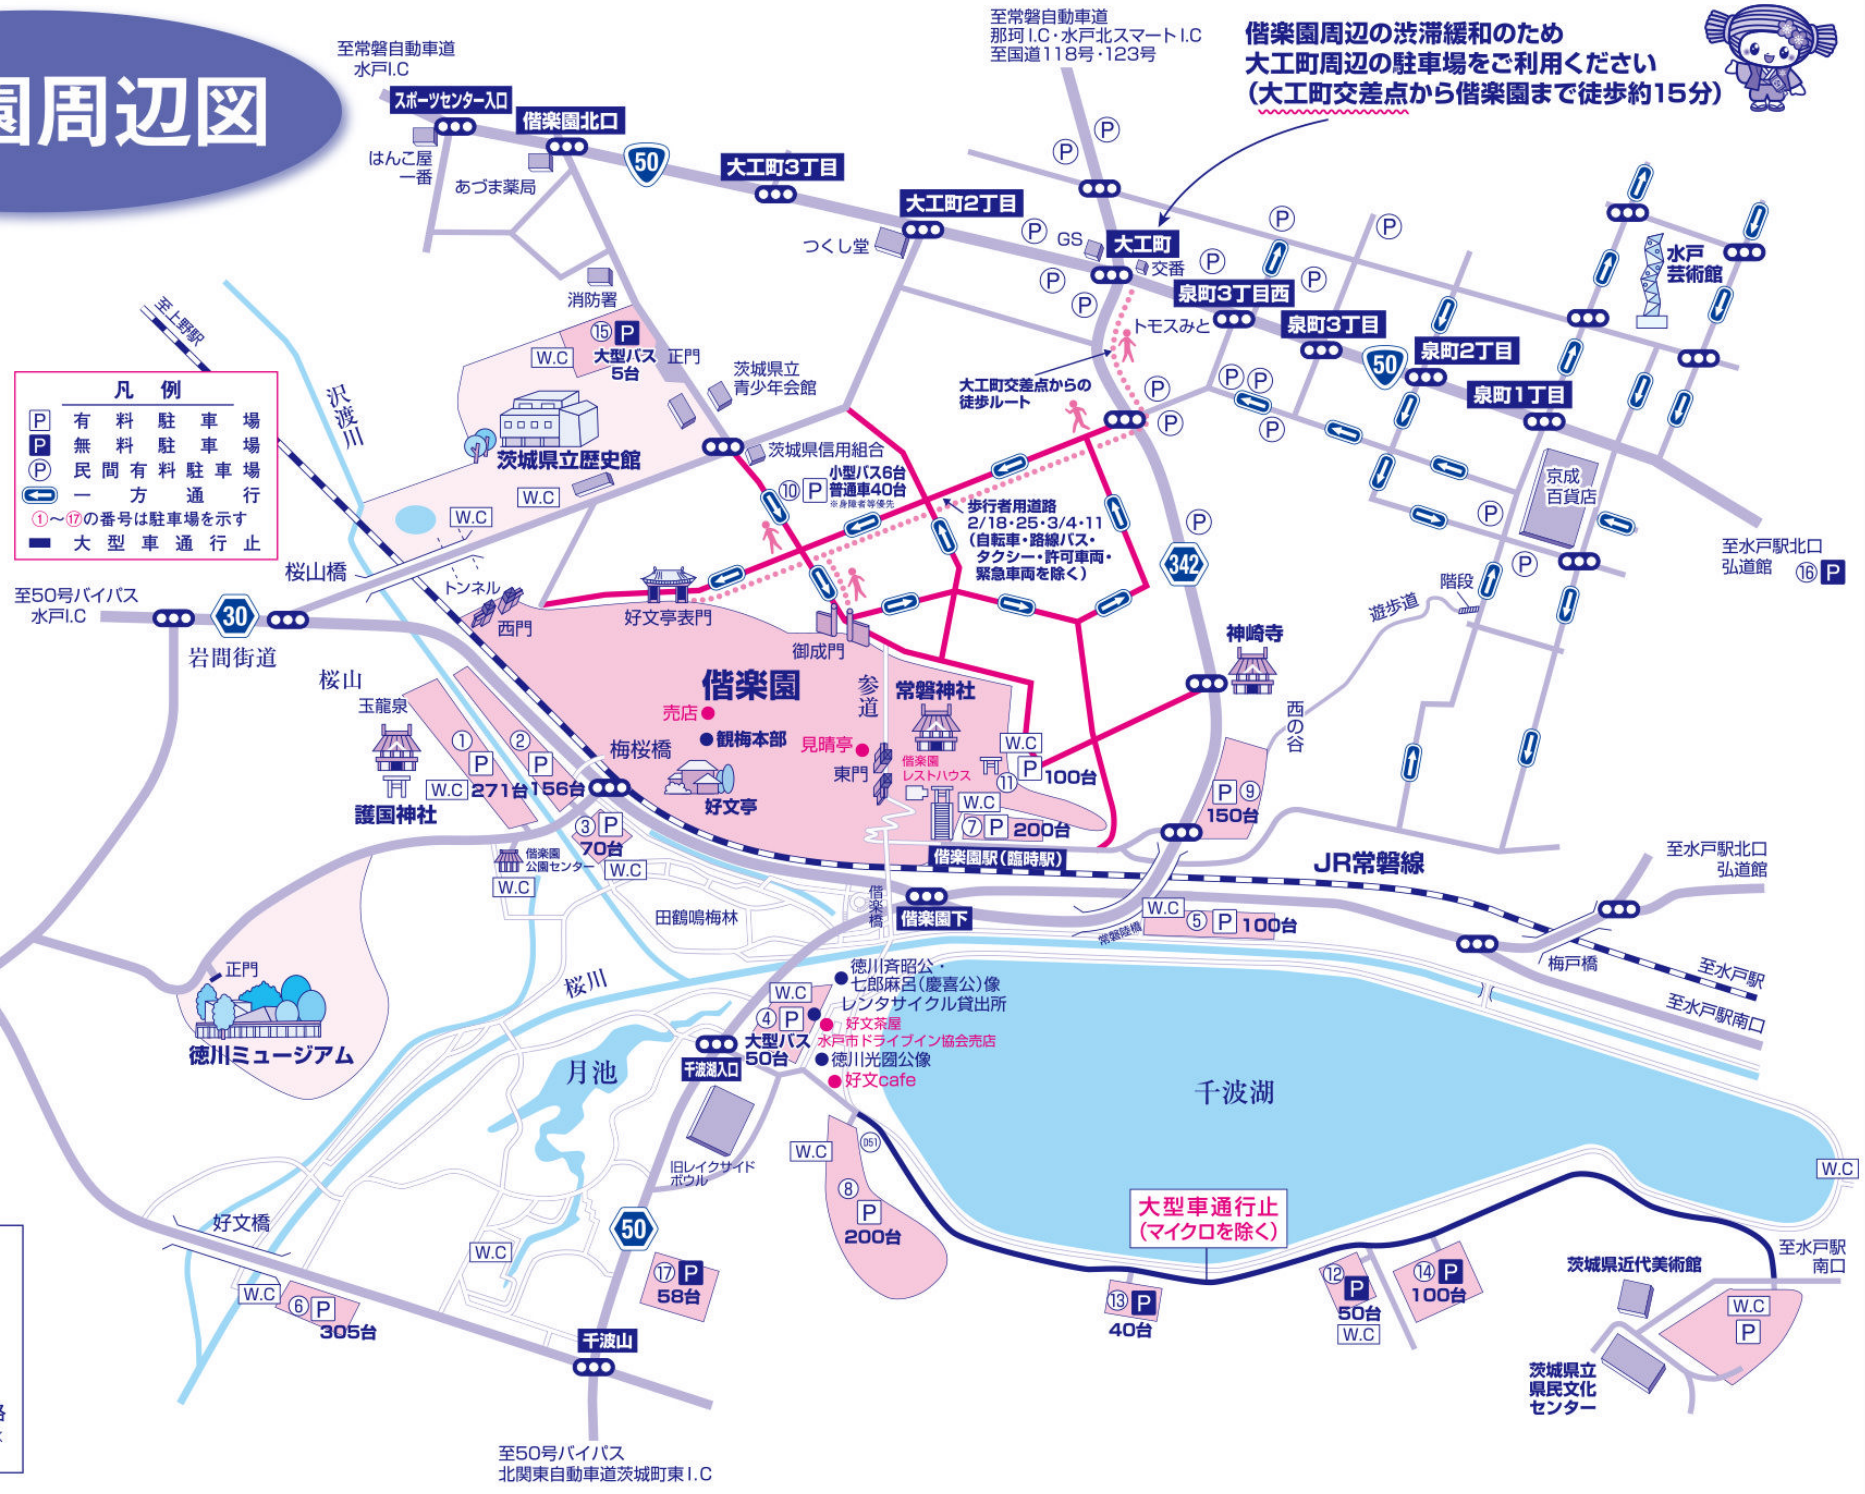 園周辺図
至常磐自動車道
水戸I.C
至常磐自動車道
那珂I.C・水戸北スマートI.C
至国道118号・123号
偕楽園周辺の渋滞緩和のため
大工町周辺の駐車場をご利用ください
(大工町交差点から偕楽園まで徒歩約15分)
スポーツセンター入口
偕楽園北口
50
大工町3丁目
大工町2丁目
はんこ屋
一番
あづま薬局
つくし堂
P
P
P
GS
大工町
交番
P
P
P
P
P
P
泉町3丁目西
トモスみと
泉町3丁目
50
泉町2丁目
泉町1丁目
水戸
芸術館
消防署
⑮ P
大型バス
5台
W.C
正門
茨城県立
青少年会館
至上野駅
沢渡川
大工町交差点からの
徒歩ルート
P
P
P P
P
凡例
P 有料駐車場
P 無料駐車場
P 民間有料駐車場
一方通行
①～⑰の番号は駐車場を示す
大型車通行止
茨城県立歴史館
W.C
W.C
茨城県信用組合
⑩ P
小型バス6台
普通車40台
※身障者等優先
歩行者用道路
2/18・25・3/4・11
(自転車・路線バス・
タクシー・許可車両・
緊急車両を除く)
P
342
京成
百貨店
P
P
至水戸駅北口
弘道館 ⑯ P
階段
遊歩道
桜山橋
トンネル
至50号バイパス
水戸I.C
30
岩間街道
西門
好文亭表門
御成門
神崎寺
桜山
玉龍泉
護国神社
W.C
① P
271台
② P
156台
梅桜橋
偕楽園
売店
観梅本部
好文亭
参道
常磐神社
見晴亭
東門
偕楽園
レストハウス
W.C
⑪ P 100台
W.C
⑦ P 200台
西の谷
P ⑨
150台
③ P
70台
偕楽園
公園センター
W.C
W.C
偕楽園駅(臨時駅)
JR常磐線
至水戸駅北口
弘道館
田鶴鳴梅林
偕楽橋
偕楽園下
常磐陸橋
W.C
⑤ P 100台
梅戸橋
至水戸駅
至水戸駅南口
正門
徳川ミュージアム
桜川
徳川斉昭公・
七郎麻呂(慶喜公)像
レンタサイクル貸出所
W.C
④ P
大型バス
50台
好文茶屋
水戸市ドライブイン協会売店
徳川光圀公像
好文cafe
千波湖入口
月池
千波湖
旧レイクサイド
ボウル
W.C
D51
⑧
P
200台
W.C
大型車通行止
(マイクロを除く)
好文橋
W.C
⑥ P
305台
W.C
50
⑰ P
58台
千波山
⑬ P
40台
⑫
P
50台
W.C
⑭ P
100台
茨城県近代美術館
至水戸駅
南口
W.C
P
茨城県立
県民文化
センター
至50号バイパス
北関東自動車道茨城町東I.C